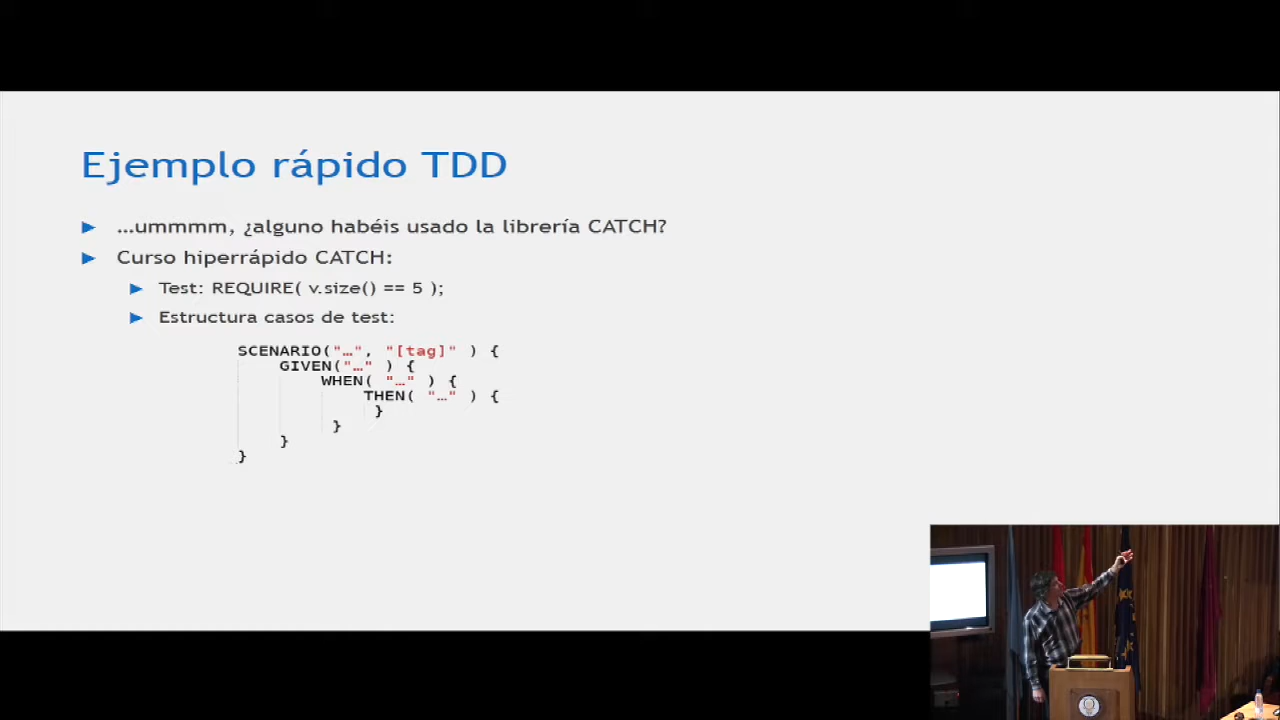 Ejemplo rápido TDD
...ummmm, ¿alguno habéis usado la librería CATCH?
Curso hiperrápido CATCH:
Test: REQUIRE( v.size() == 5 );
Estructura casos de test:
SCENARIO("…", "[tag]" ) {
GIVEN("…" ) {
WHEN( "…" ) {
THEN( "…" ) {
}
}
}
}